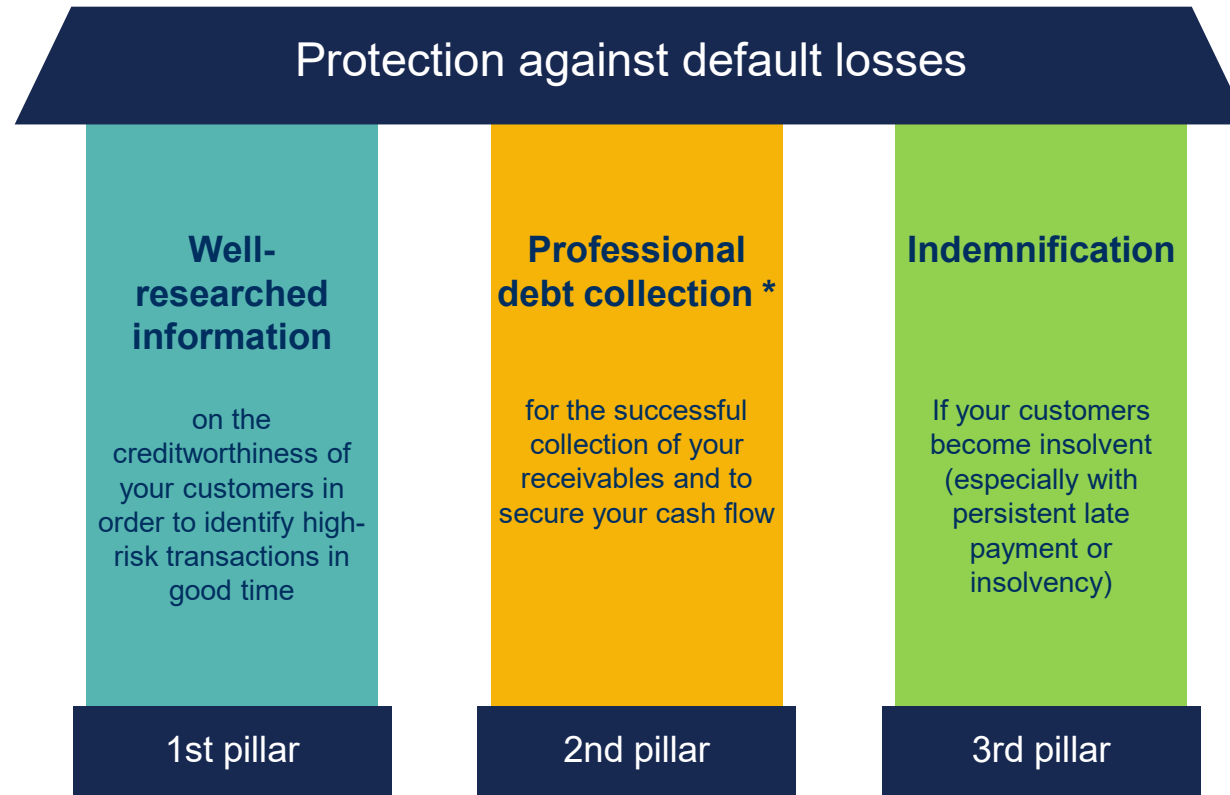 Protection against default losses
Well-
researched
information
on the
creditworthiness of
your customers in
order to identify high-
risk transactions in
good time
1st pillar
Professional
debt collection *
for the successful
collection of your
receivables and to
secure your cash flow
2nd pillar
Indemnification
If your customers
become insolvent
(especially with
persistent late
payment or
insolvency)
3rd pillar